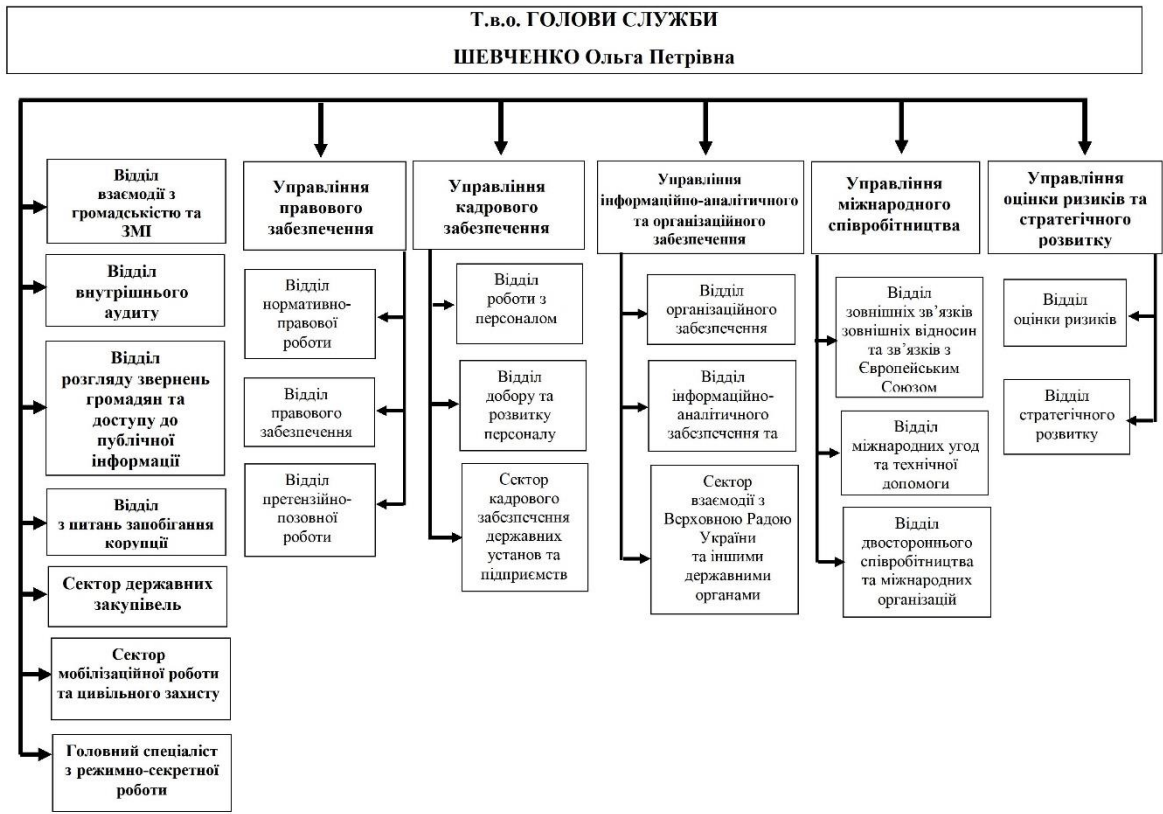 Т.в.о. ГОЛОВИ СЛУЖБИ
ШЕВЧЕНКО Ольга Петрівна
Відділ
взаємодії з
громадськістю та
ЗМІ
Відділ
внутрішнього
аудиту
Відділ
розгляду звернень
громадян та
доступу до
публічної
інформації
Відділ
з питань запобігання
корупції
Сектор державних
закупівель
Сектор
мобілізаційної роботи
та цивільного захисту
Головний спеціаліст
з режимно-секретної
роботи
Управління
правового
забезпечення
Відділ
нормативно-
правової
роботи
Відділ
правового
забезпечення
Відділ
претензійно-
позовної
роботи
Управління
кадрового
забезпечення
Відділ
роботи з
персоналом
Відділ
добору та
розвитку
персоналу
Сектор
кадрового
забезпечення
державних
установ та
підприємств
Управління
інформаційно-аналітичного
та організаційного
забезпечення
Відділ
організаційного
забезпечення
Відділ
інформаційно-
аналітичного
забезпечення та
Сектор
взаємодії з
Верховною Радою
України
та іншими
державними
органами
Управління
міжнародного
співробітництва
Відділ
зовнішніх зв’язків
зовнішніх відносин
та зв’язків з
Європейським
Союзом
Відділ
міжнародних угод
та технічної
допомоги
Відділ
двостороннього
співробітництва
та міжнародних
організацій
Управління
оцінки ризиків та
стратегічного
розвитку
Відділ
оцінки ризиків
Відділ
стратегічного
розвитку